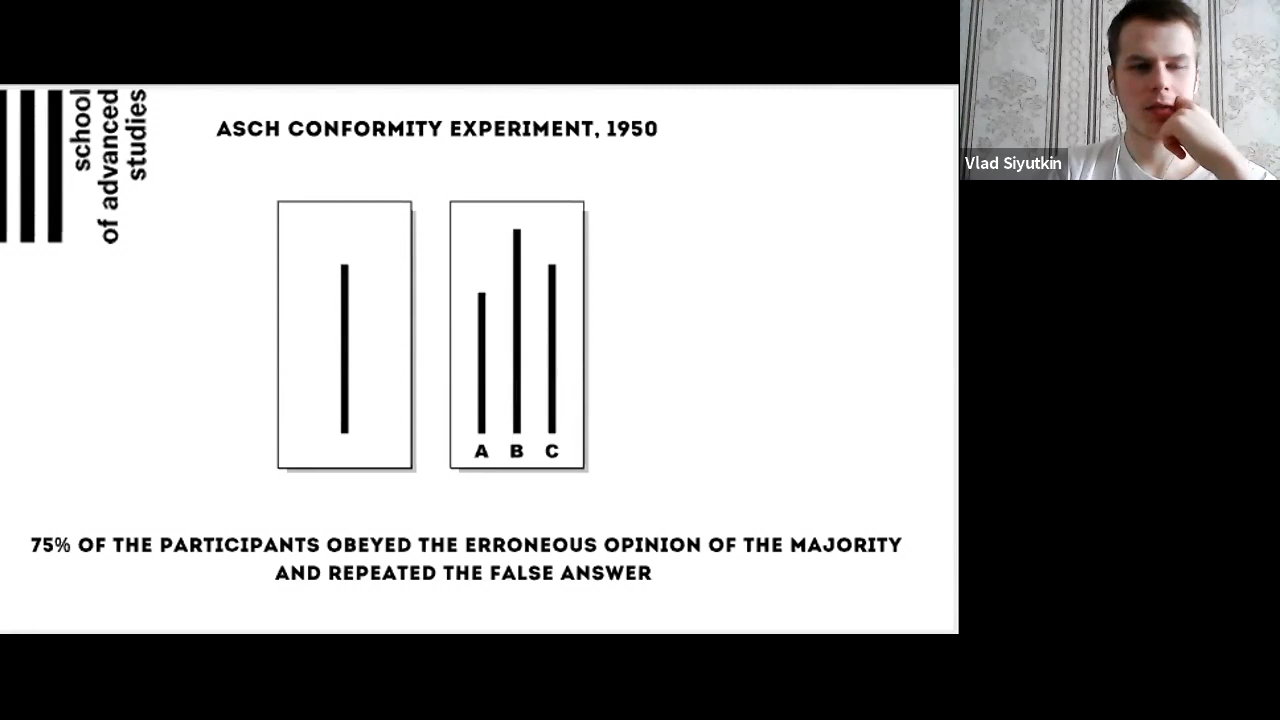 school
of advanced
studies
ASCH CONFORMITY EXPERIMENT, 1950
A B C
75% OF THE PARTICIPANTS OBEYED THE ERRONEOUS OPINION OF THE MAJORITY
AND REPEATED THE FALSE ANSWER
Vlad Siyutkin